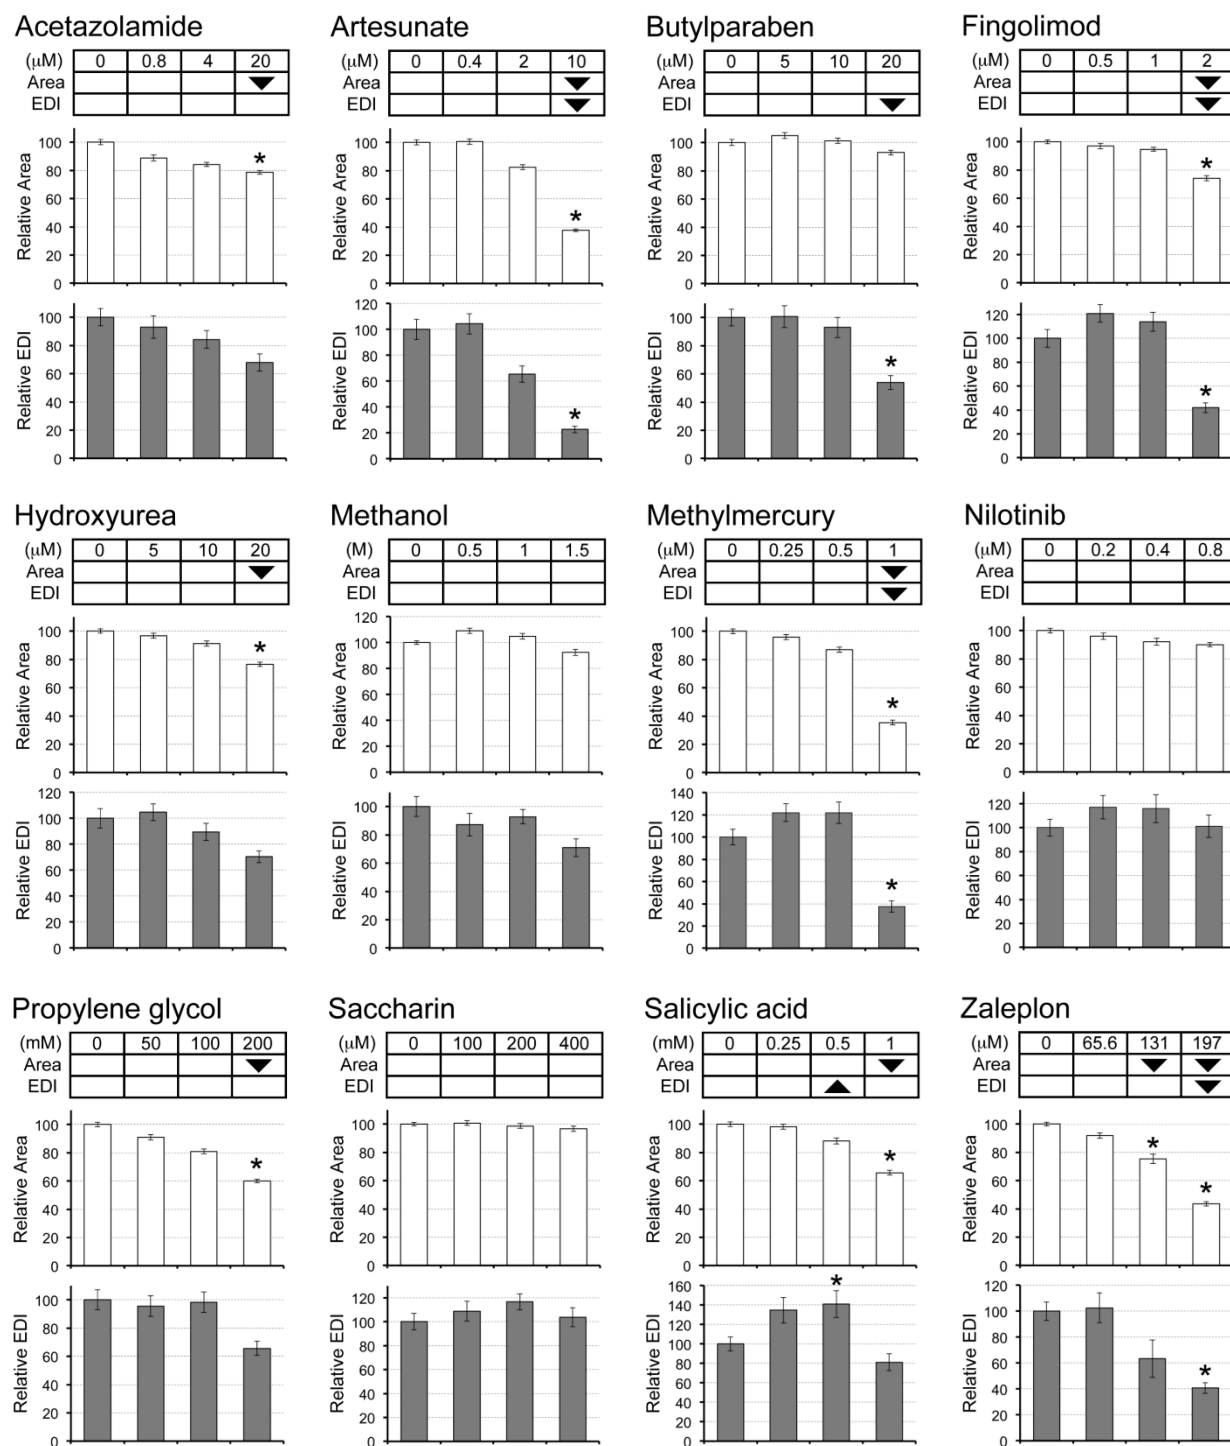 Acetazolamide
(μM) 0 0.8 4 20
Area ▼
EDI
Relative Area
100
80
60
40
20
0
*
Relative EDI
100
80
60
40
20
0
Artesunate
(μM) 0 0.4 2 10
Area ▼
EDI ▼
Relative Area
100
80
60
40
20
0
*
Relative EDI
120
100
80
60
40
20
0
*
Butylparaben
(μM) 0 5 10 20
Area
EDI ▼
Relative Area
100
80
60
40
20
0
Relative EDI
100
80
60
40
20
0
*
Fingolimod
(μM) 0 0.5 1 2
Area ▼
EDI ▼
Relative Area
100
80
60
40
20
0
*
Relative EDI
120
100
80
60
40
20
0
*
Hydroxyurea
(μM) 0 5 10 20
Area ▼
EDI
Relative Area
100
80
60
40
20
0
*
Relative EDI
120
100
80
60
40
20
0
Methanol
(M) 0 0.5 1 1.5
Area
EDI
Relative Area
120
100
80
60
40
20
0
Relative EDI
100
80
60
40
20
0
Methylmercury
(μM) 0 0.25 0.5 1
Area ▼
EDI ▼
Relative Area
100
80
60
40
20
0
*
Relative EDI
140
120
100
80
60
40
20
0
*
Nilotinib
(μM) 0 0.2 0.4 0.8
Area
EDI
Relative Area
100
80
60
40
20
0
Relative EDI
120
100
80
60
40
20
0
Propylene glycol
(mM) 0 50 100 200
Area ▼
EDI
Relative Area
100
80
60
40
20
0
*
Relative EDI
100
80
60
40
20
0
Saccharin
(μM) 0 100 200 400
Area
EDI
Relative Area
100
80
60
40
20
0
Relative EDI
120
100
80
60
40
20
0
Salicylic acid
(mM) 0 0.25 0.5 1
Area ▼
EDI ▲
Relative Area
100
80
60
40
20
0
*
Relative EDI
160
140
120
100
80
60
40
20
0
*
Zaleplon
(μM) 0 65.6 131 197
Area ▼ ▼
EDI ▼
Relative Area
100
80
60
40
20
0
*
*
Relative EDI
120
100
80
60
40
20
0
*